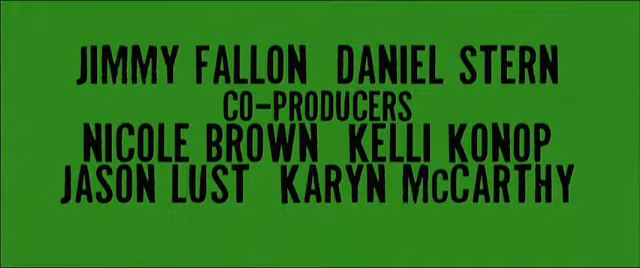 JIMMY FALLON DANIEL STERN
CO-PRODUCERS
NICOLE BROWN KELLI KONOP
JASON LUST KARYN McCARTHY